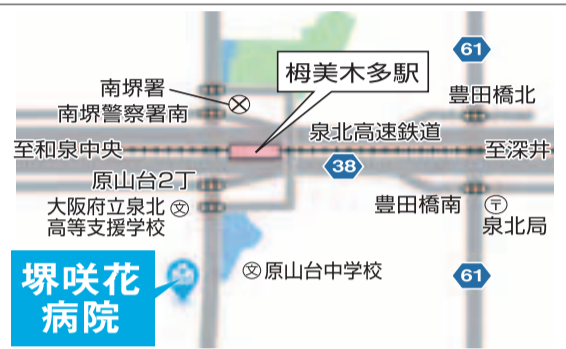 61
栂美木多駅
南堺署
豊田橋北
南堺警察署南
泉北高速鉄道
至和泉中央
至深井
38
原山台2丁
大阪府立泉北
高等支援学校
文
豊田橋南
〒
泉北局
堺咲花
病院
文
原山台中学校
61